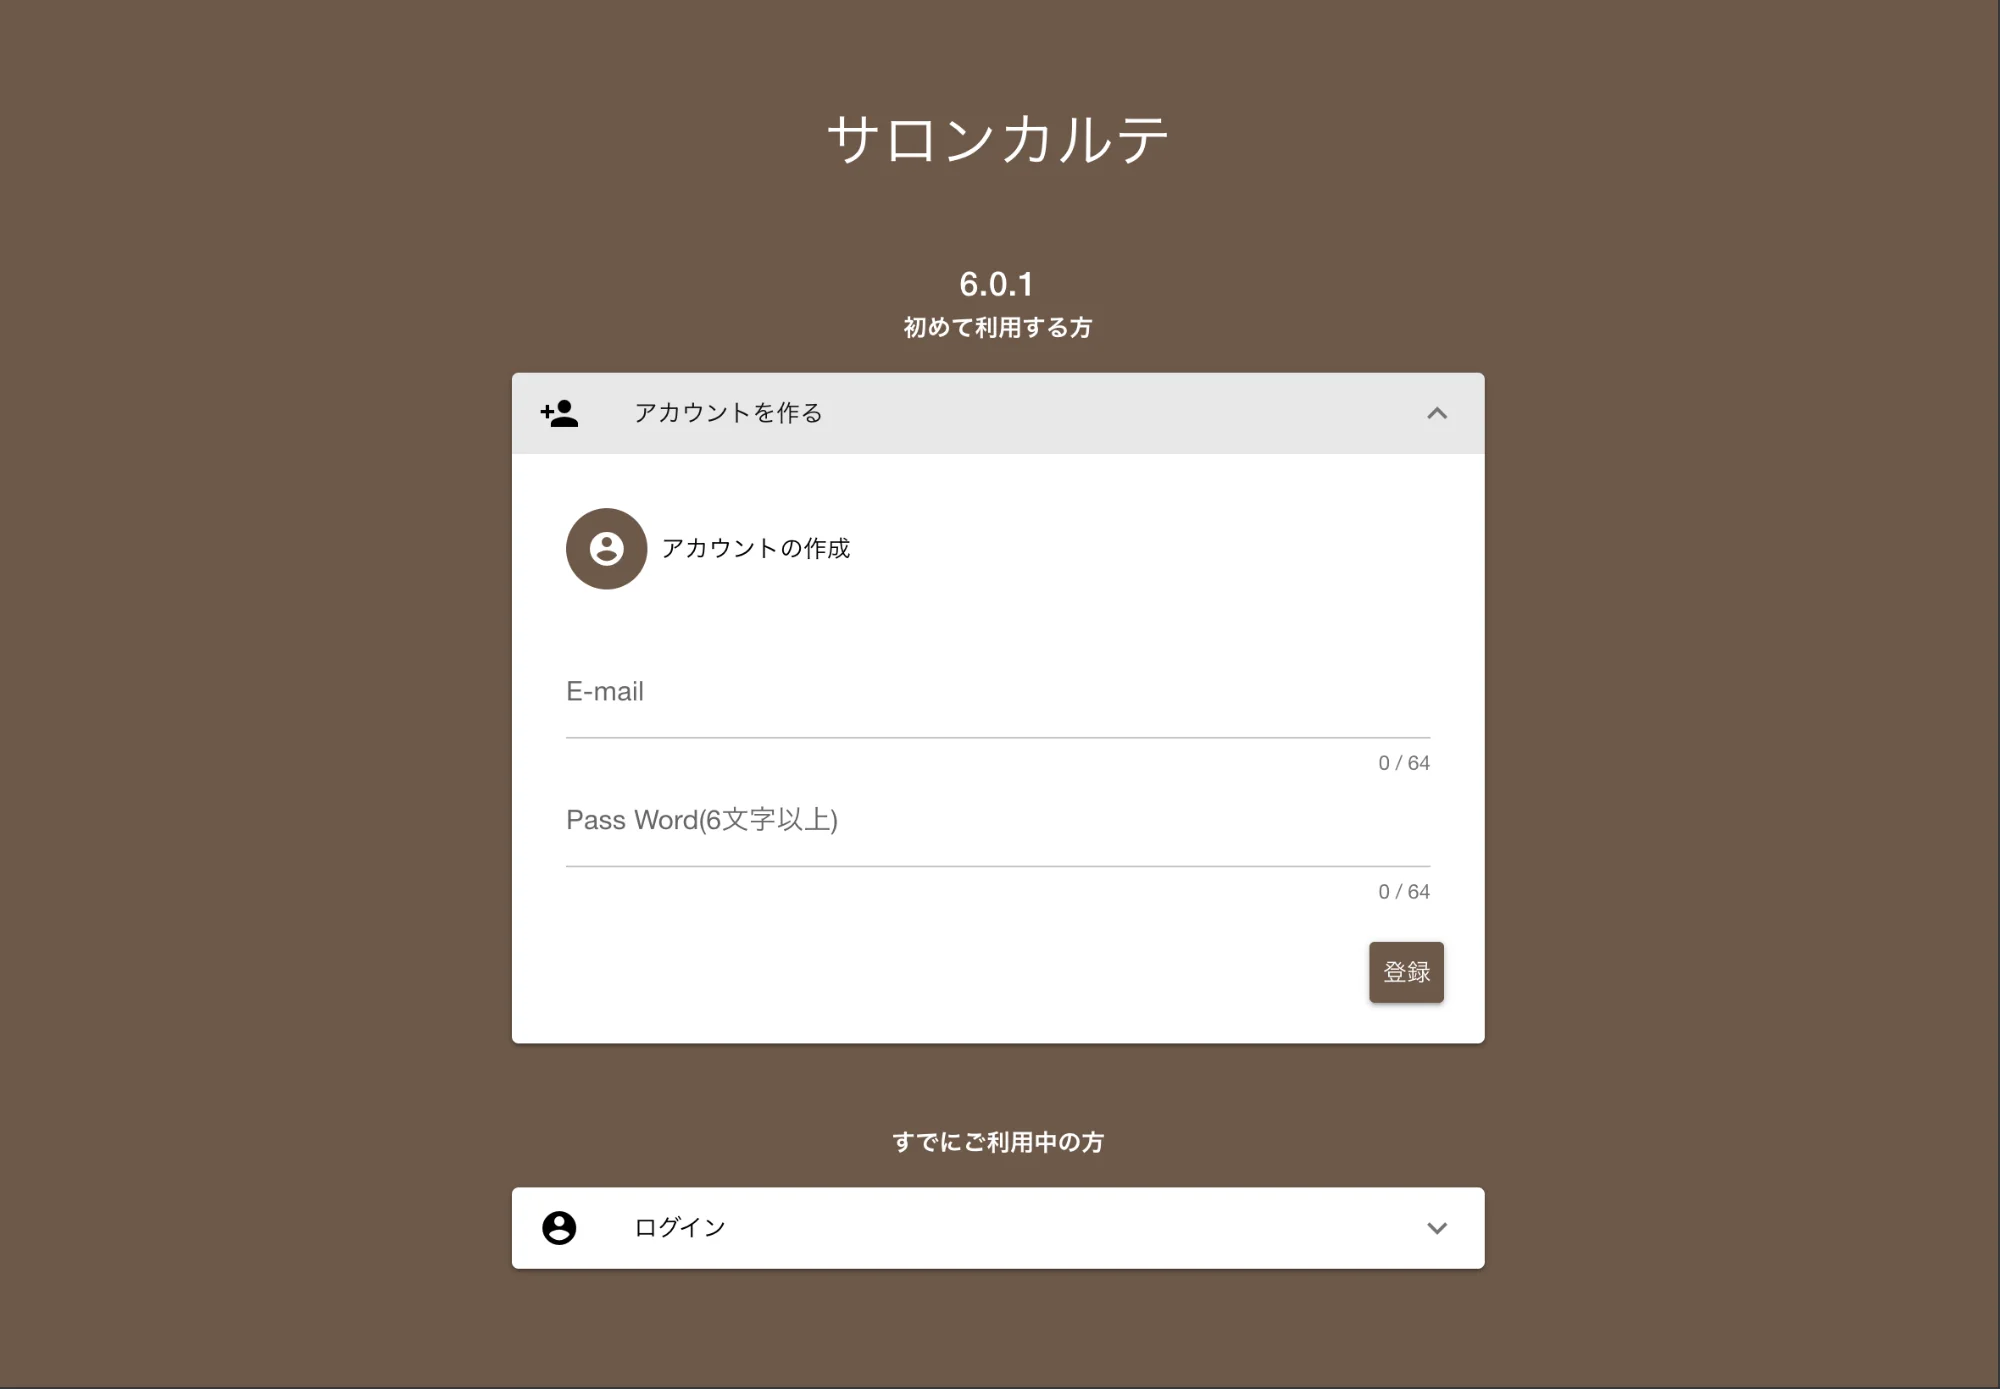 サロンカルテ
6.0.1
初めて利用する方
アカウントを作る
アカウントの作成
E-mail
0 / 64
Pass Word(6文字以上)
0 / 64
登録
すでにご利用中の方
ログイン